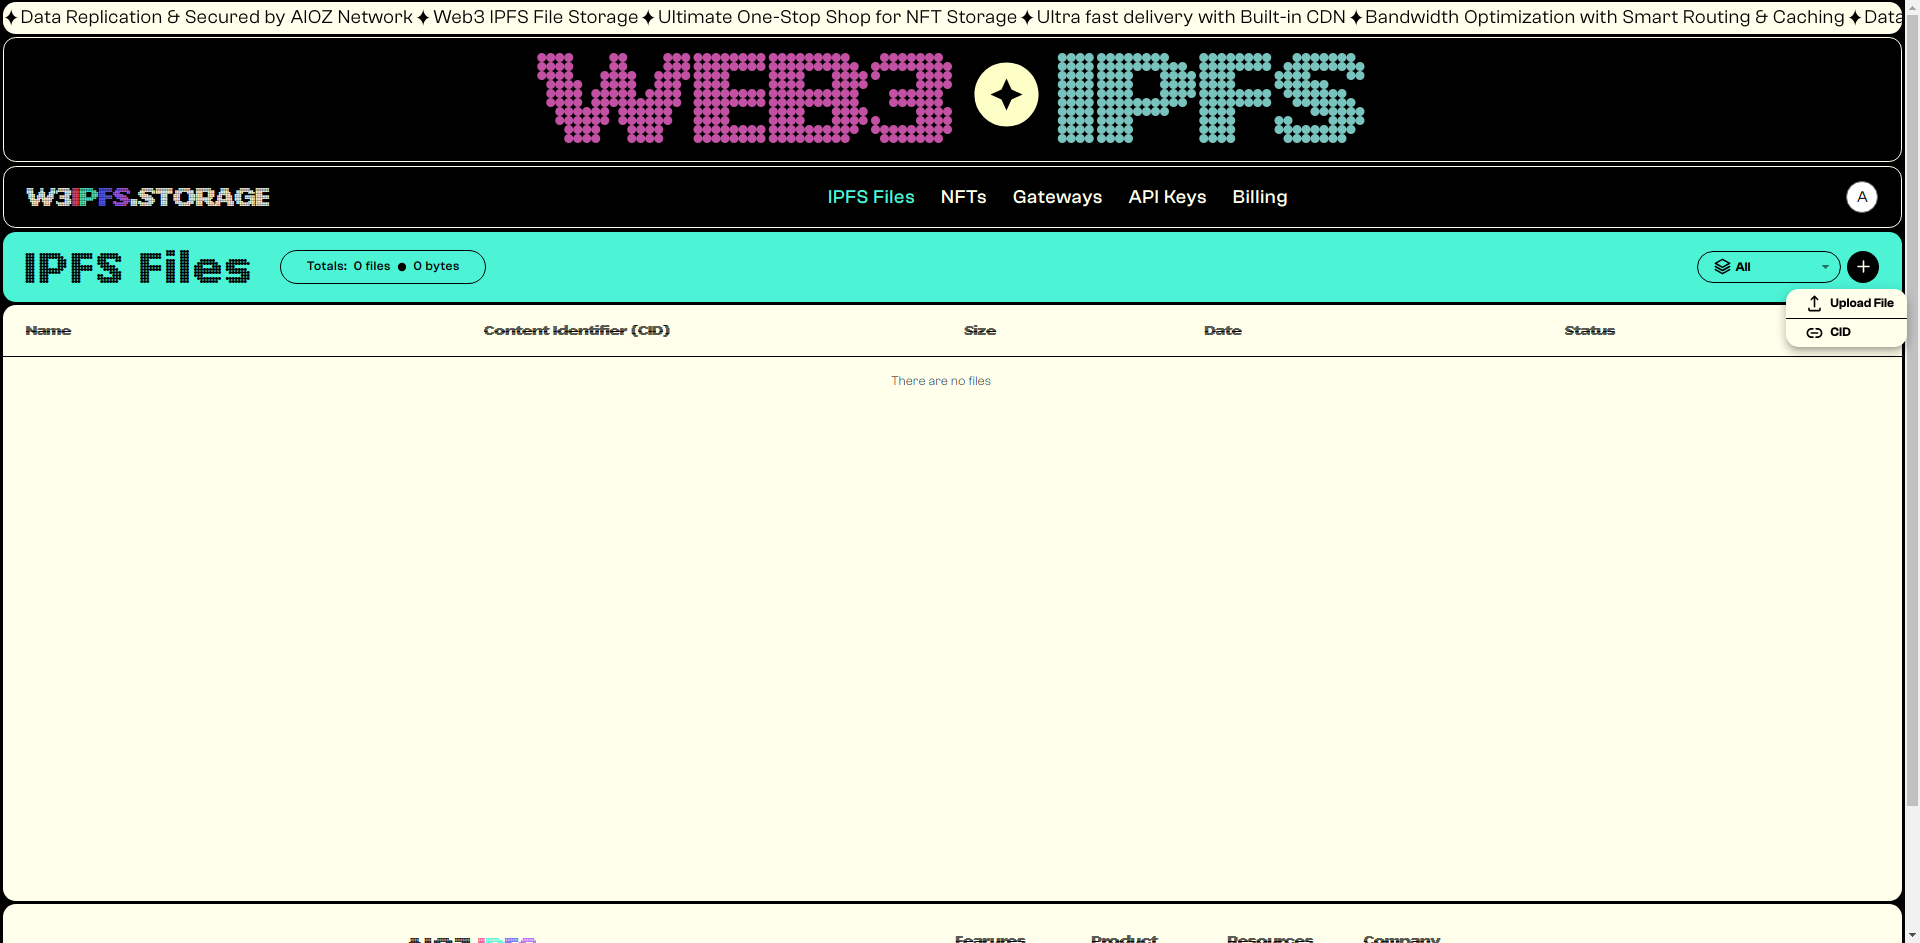 ✦Data Replication & Secured by AIOZ Network✦Web3 IPFS File Storage✦Ultimate One-Stop Shop for NFT Storage✦Ultra fast delivery with Built-in CDN✦Bandwidth Optimization with Smart Routing & Caching✦Data
WEB3 ✦ IPFS
W3IPFS.STORAGE IPFS Files NFTs Gateways API Keys Billing A
IPFS Files Totals: 0 files ● 0 bytes All
Upload File
CID
Name Content Identifier (CID) Size Date Status
There are no files
AIOZ IPFS Fearures Product Resources Company